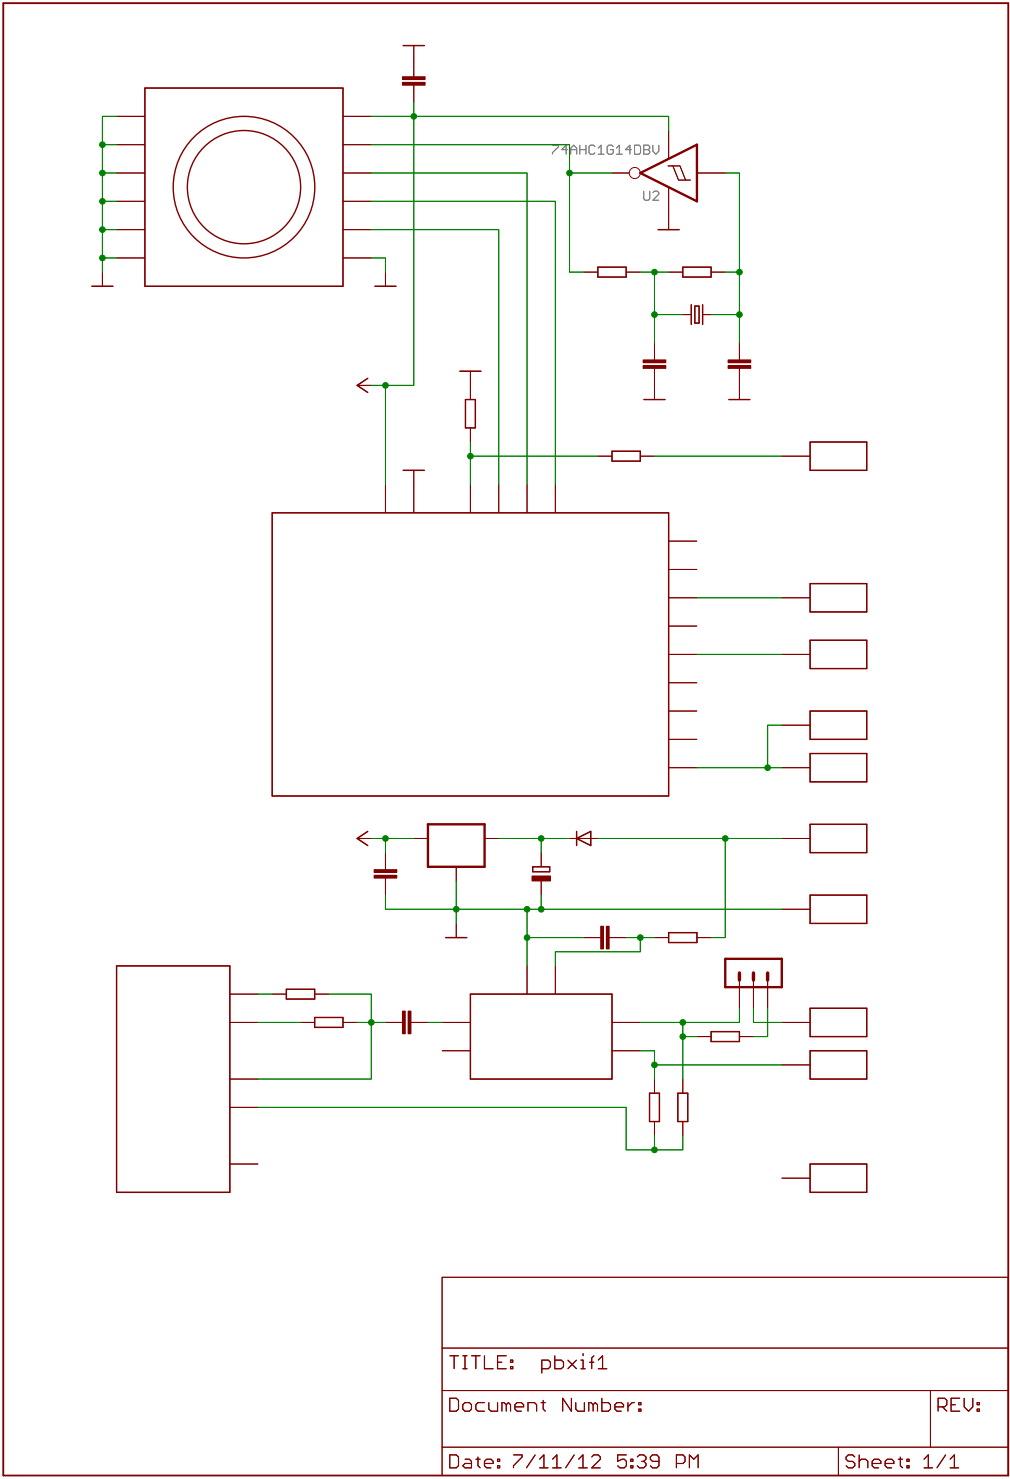 74AHC1G14DBV
U2
TITLE: pbxif1
Document Number:
REV:
Date: 7/11/12 5:39 PM
Sheet: 1/1